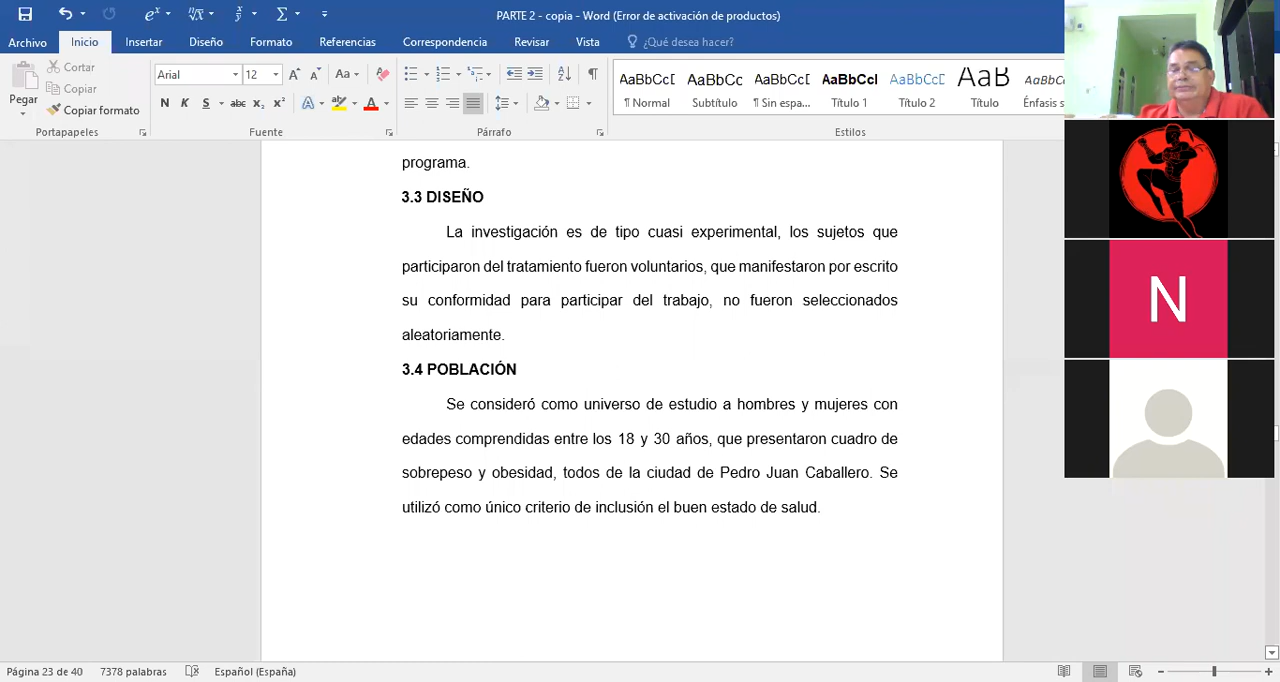 PARTE 2 - copia - Word (Error de activación de productos)
Archivo Inicio Insertar Diseño Formato Referencias Correspondencia Revisar Vista ¿Qué desea hacer?
Pegar
Cortar
Copiar
Copiar formato
Portapapeles
Arial 12
Fuente
Párrafo
AaBbCcD AaBbCc AaBbCcD AaBbCcI AaBbCcD AaB AaBbCc
¶ Normal Subtítulo ¶ Sin espa... Título 1 Título 2 Título Énfasis s
Estilos
programa.
3.3 DISEÑO
La investigación es de tipo cuasi experimental, los sujetos que
participaron del tratamiento fueron voluntarios, que manifestaron por escrito
su conformidad para participar del trabajo, no fueron seleccionados
aleatoriamente.
3.4 POBLACIÓN
Se consideró como universo de estudio a hombres y mujeres con
edades comprendidas entre los 18 y 30 años, que presentaron cuadro de
sobrepeso y obesidad, todos de la ciudad de Pedro Juan Caballero. Se
utilizó como único criterio de inclusión el buen estado de salud.
N
Página 23 de 40 7378 palabras Español (España)